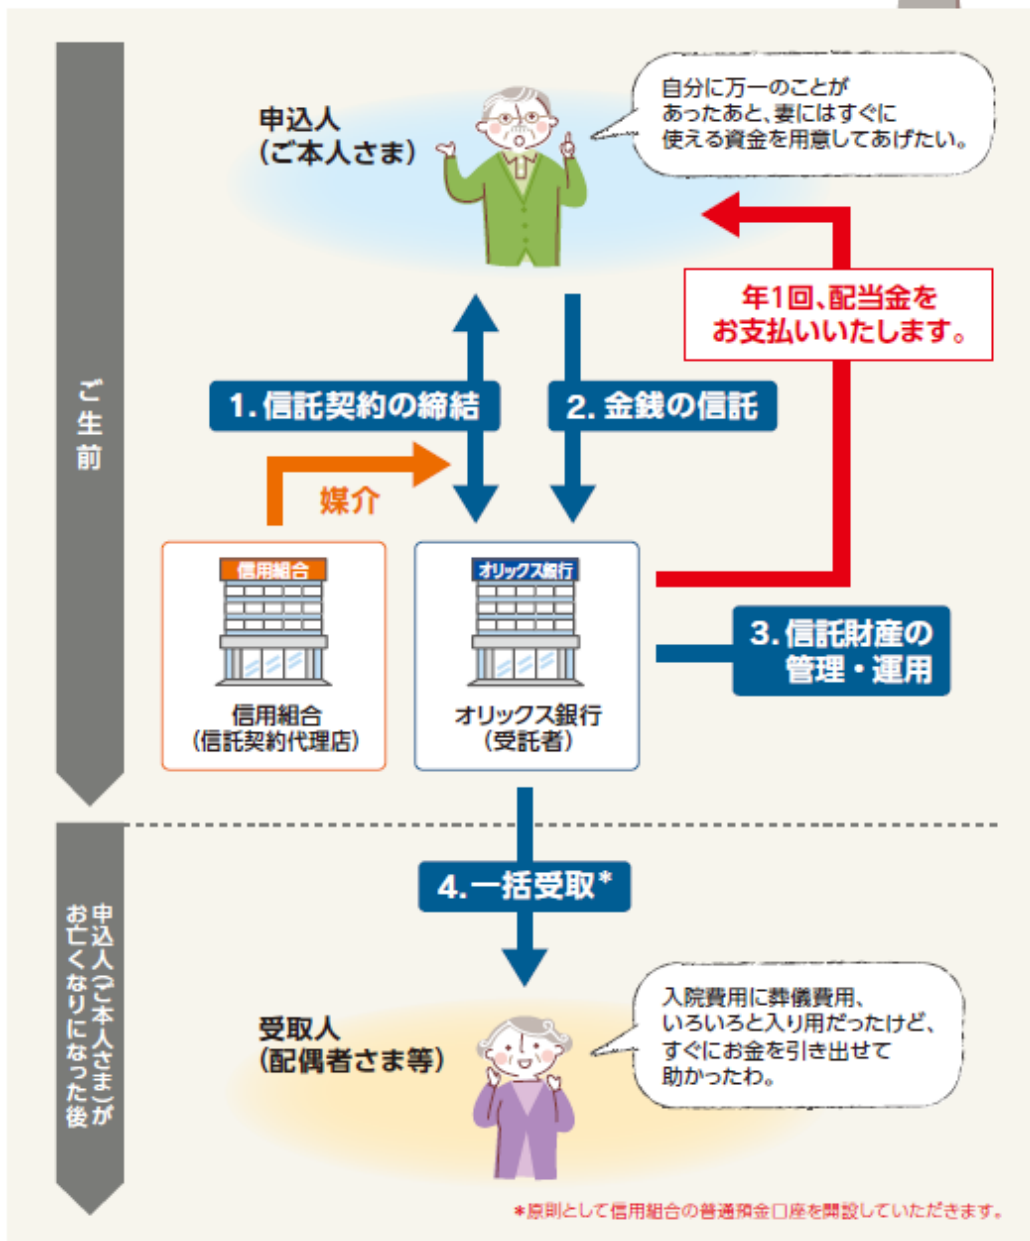 ご生前
申込人
（ご本人さま）
自分に万一のことが
あったあと、妻にはすぐに
使える資金を用意してあげたい。
年1回、配当金を
お支払いいたします。
1.信託契約の締結
2.金銭の信託
媒介
信用組合
信用組合
（信託契約代理店）
オリックス銀行
オリックス銀行
（受託者）
3.信託財産の
管理・運用
申込人（ご本人さま）が
お亡くなりになった後
4.一括受取*
受取人
（配偶者さま等）
入院費用に葬儀費用、
いろいろと入り用だったけど、
すぐにお金を引き出せて
助かったわ。
*原則として信用組合の普通預金口座を開設していただきます。